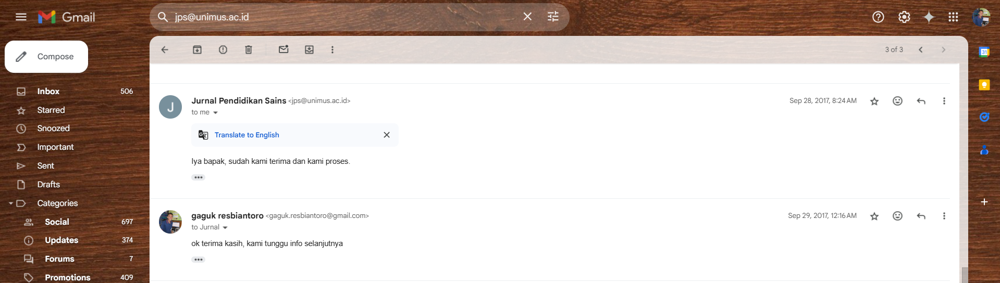 Gmail
jps@unimus.ac.id
Compose
3 of 3
31
Inbox 506
Starred
Snoozed
Important
Sent
Drafts
Categories
Social 697
Updates 374
Forums 7
Promotions 409
J
Jurnal Pendidikan Sains <jps@unimus.ac.id>
Sep 28, 2017, 8:24 AM
to me
Translate to English
Iya bapak, sudah kami terima dan kami proses.
gaguk resbiantoro <gaguk.resbiantoro@gmail.com>
Sep 29, 2017, 12:16 AM
to Jurnal
ok terima kasih, kami tunggu info selanjutnya